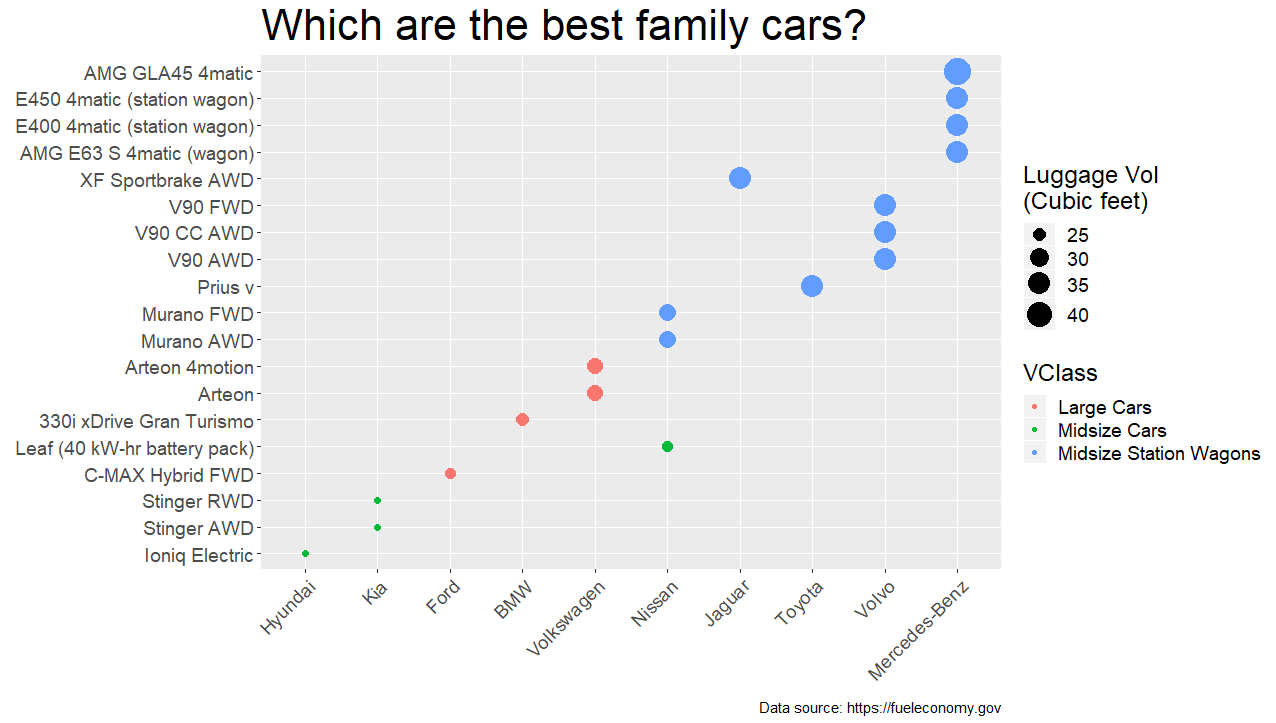 Which are the best family cars?
AMG GLA45 4matic
E450 4matic (station wagon)
E400 4matic (station wagon)
AMG E63 S 4matic (wagon)
XF Sportbrake AWD
V90 FWD
V90 CC AWD
V90 AWD
Prius v
Murano FWD
Murano AWD
Arteon 4motion
Arteon
330i xDrive Gran Turismo
Leaf (40 kW-hr battery pack)
C-MAX Hybrid FWD
Stinger RWD
Stinger AWD
Ioniq Electric
Hyundai
Kia
Ford
BMW
Volkswagen
Nissan
Jaguar
Toyota
Volvo
Mercedes-Benz
Luggage Vol
(Cubic feet)
25
30
35
40
VClass
Large Cars
Midsize Cars
Midsize Station Wagons
Data source: https://fueleconomy.gov